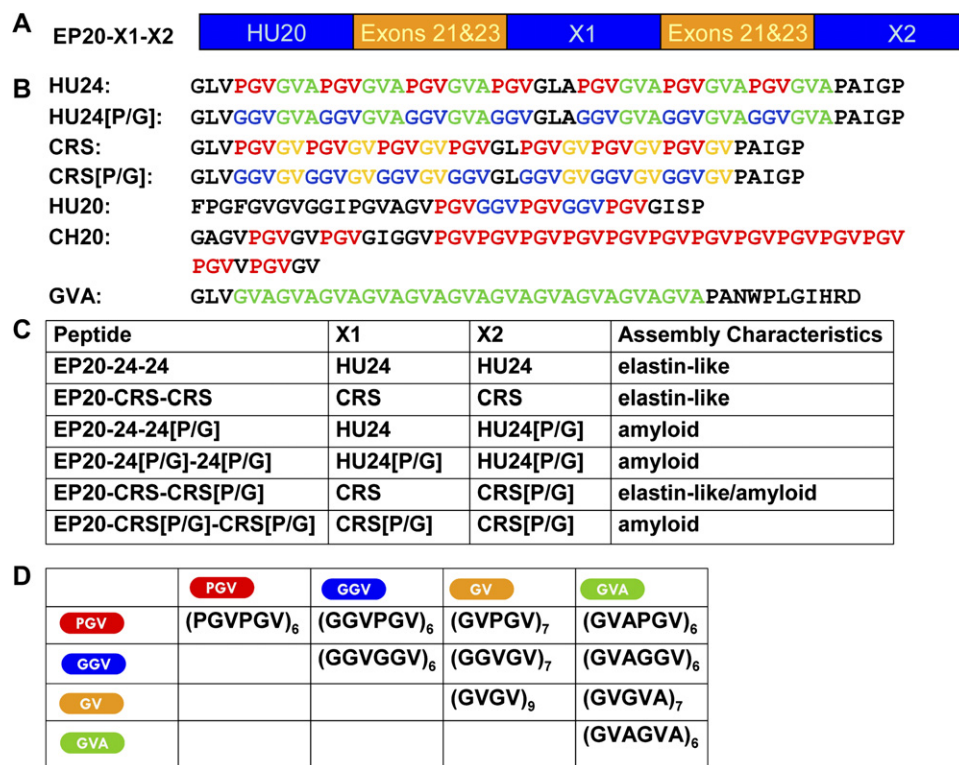 A
EP20-X1-X2 HU20 Exons 21&23 X1 Exons 21&23 X2
B
HU24: GLVPGVGVAPGVGVAPGVGVAPGVGLAPGVGVAPGVGVAPGVGVAPAIGP
HU24[P/G]: GLVGGVGVAGGVGVAGGVGVAGGVGLAGGVGVAGGVGVAGGVGVAPAIGP
CRS: GLVPGVGVPGVGVPGVGVPGVGLPGVGVPGVGVPGVGVPAIGP
CRS[P/G]: GLVGGVGVGGVGVGGVGVGGVGLGGVGVGGVGVGGVGVPAIGP
HU20: FPGFGVGVGGIPGVAGVPGVGGVPGVGGVPGVGISP
CH20: GAGVPGVGVPGVGIGGVPGVPGVPGVPGVPGVPGVPGVPGVPGVPGVPGV
PGVVPGVGV
GVA: GLVGVAGVAGVAGVAGVAGVAGVAGVAGVAGVAGVAPANWPLGIHRD
C
Peptide X1 X2 Assembly Characteristics
EP20-24-24 HU24 HU24 elastin-like
EP20-CRS-CRS CRS CRS elastin-like
EP20-24-24[P/G] HU24 HU24[P/G] amyloid
EP20-24[P/G]-24[P/G] HU24[P/G] HU24[P/G] amyloid
EP20-CRS-CRS[P/G] CRS CRS[P/G] elastin-like/amyloid
EP20-CRS[P/G]-CRS[P/G] CRS[P/G] CRS[P/G] amyloid
D
PGV GGV GV GVA
PGV (PGVPGV)6 (GGVPGV)6 (GVPGV)7 (GVAPGV)6
GGV (GGVGGV)6 (GGVGV)7 (GVAGGV)6
GV (GVGV)9 (GVGVA)7
GVA (GVAGVA)6